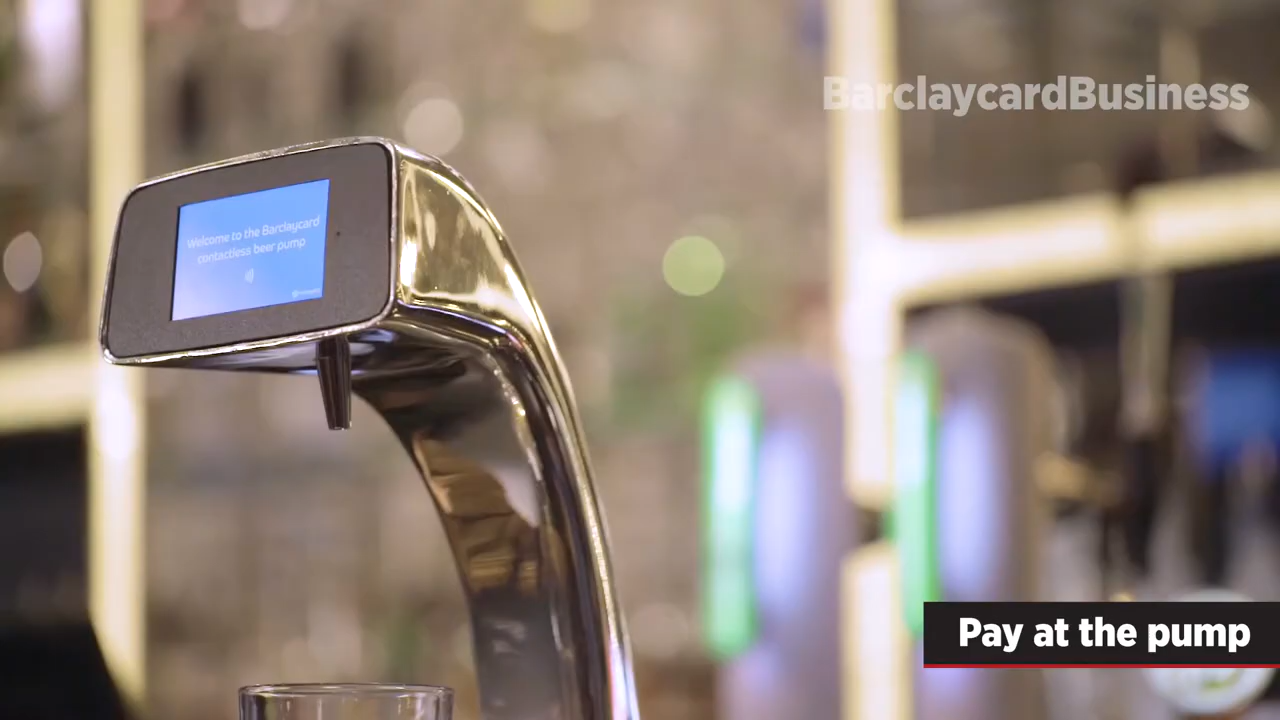 BarclaycardBusiness
Welcome to the Barclaycard
contactless beer pump
Pay at the pump